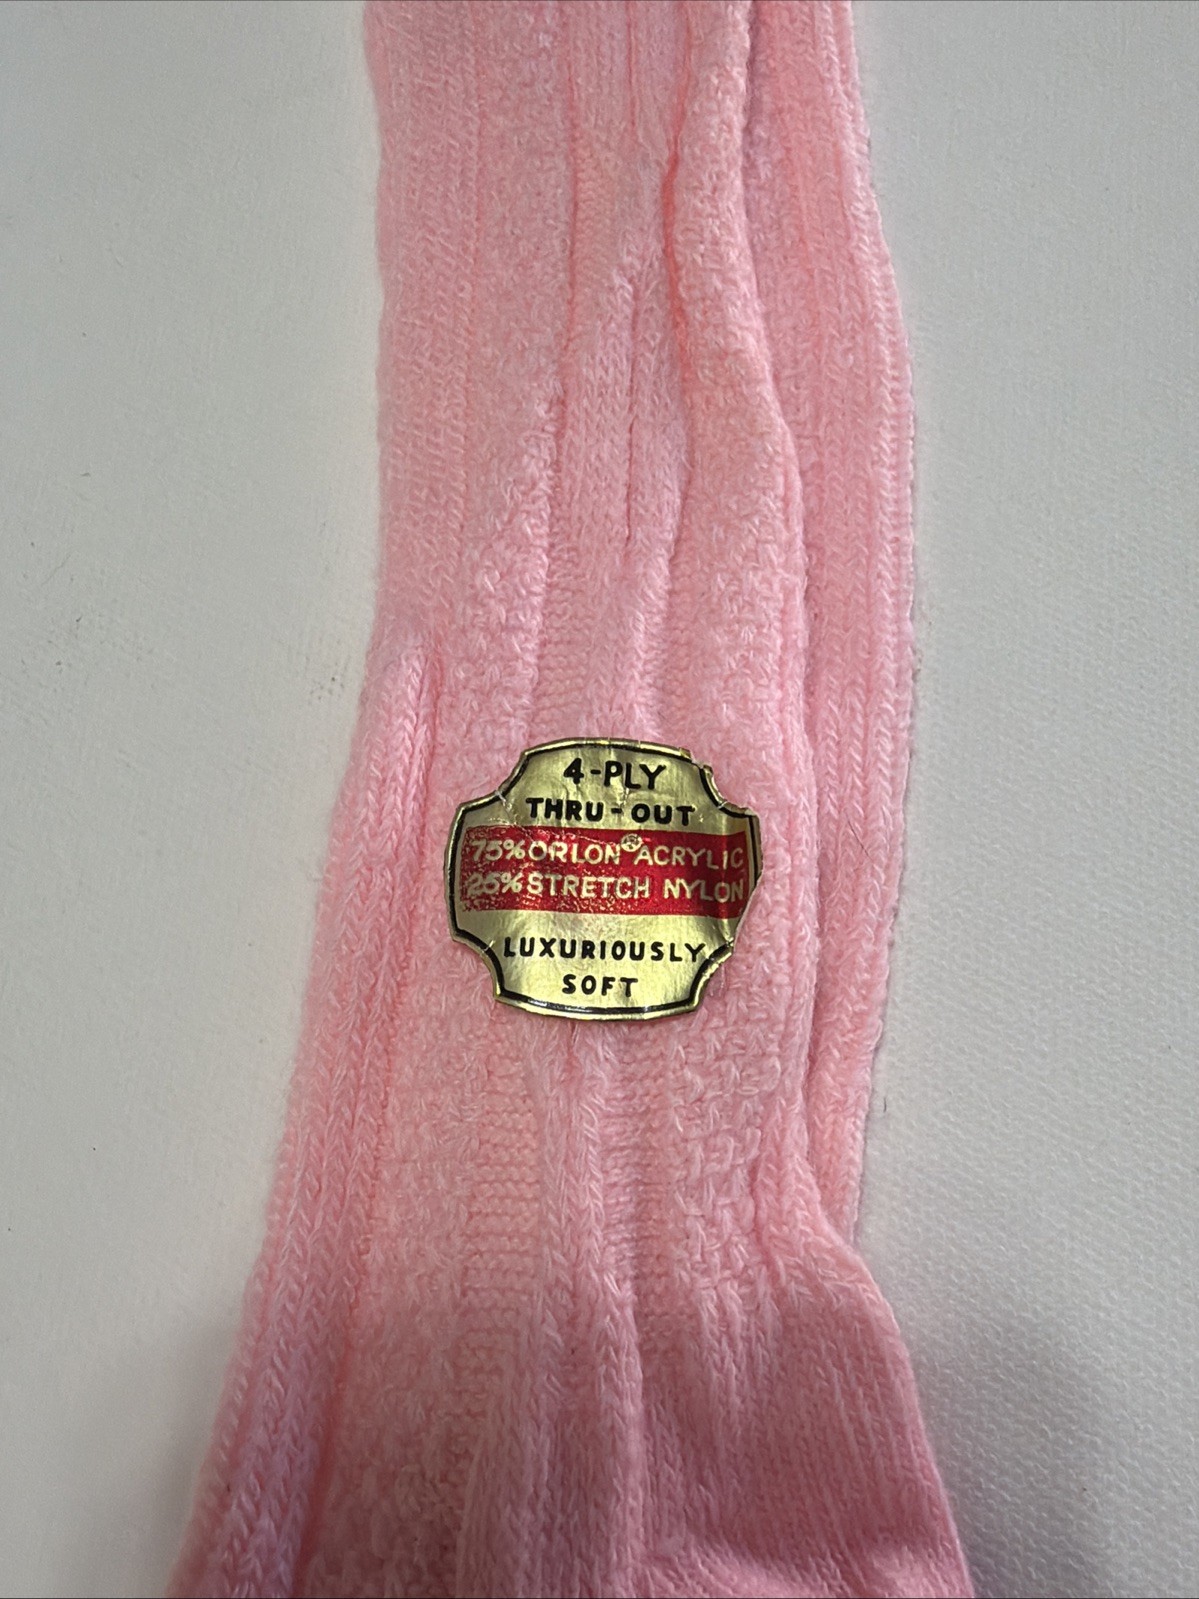 4-PLY
THRU-OUT
75% ORLON® ACRYLIC
25% STRETCH NYLON
LUXURIOUSLY
SOFT